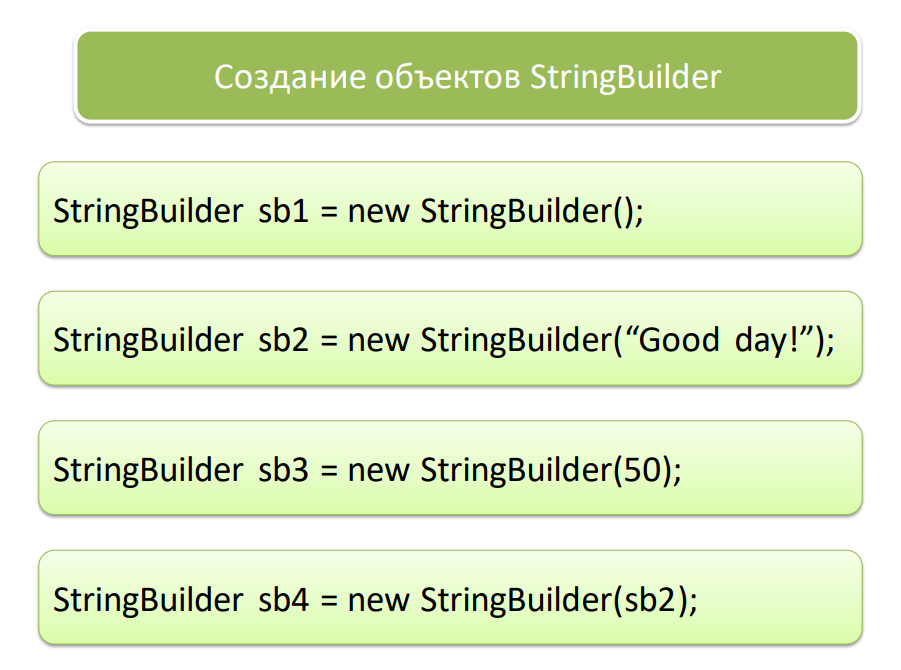 Создание объектов StringBuilder
StringBuilder sb1 = new StringBuilder();
StringBuilder sb2 = new StringBuilder(“Good day!”);
StringBuilder sb3 = new StringBuilder(50);
StringBuilder sb4 = new StringBuilder(sb2);